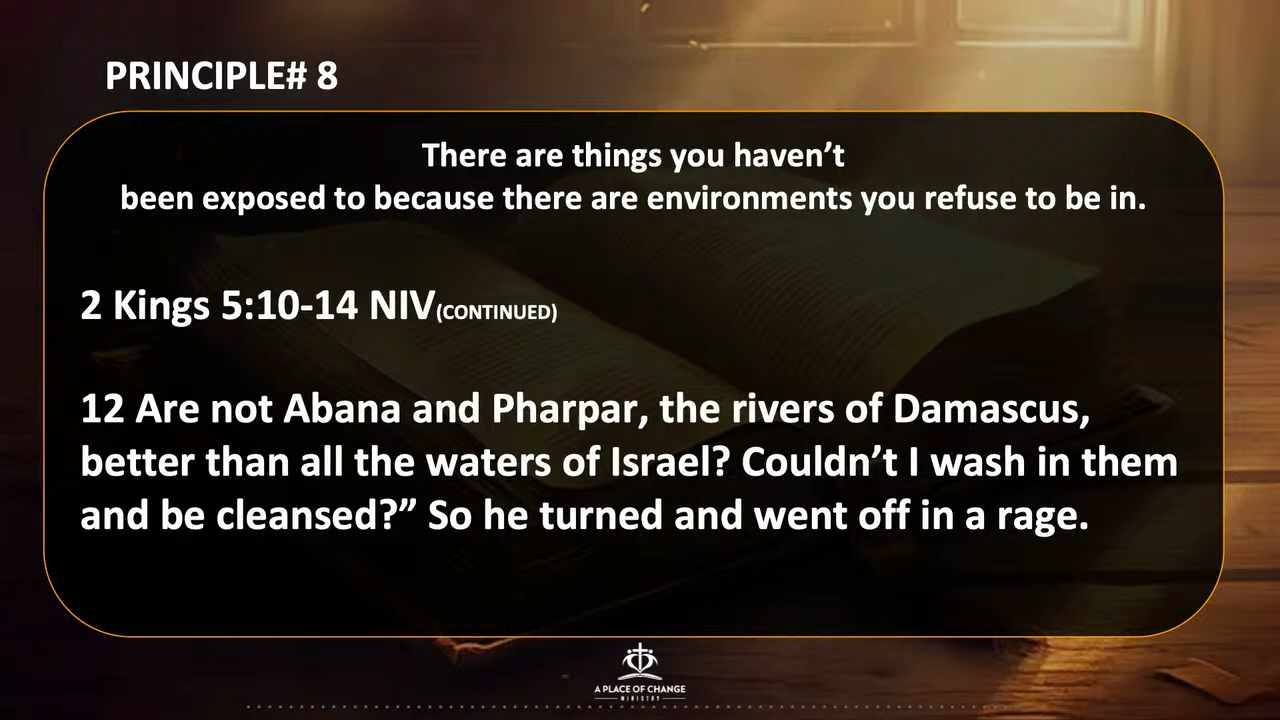 PRINCIPLE# 8
There are things you haven’t
been exposed to because there are environments you refuse to be in.
2 Kings 5:10-14 NIV(CONTINUED)
12 Are not Abana and Pharpar, the rivers of Damascus,
better than all the waters of Israel? Couldn’t I wash in them
and be cleansed?” So he turned and went off in a rage.
A PLACE OF CHANGE
MINISTRY